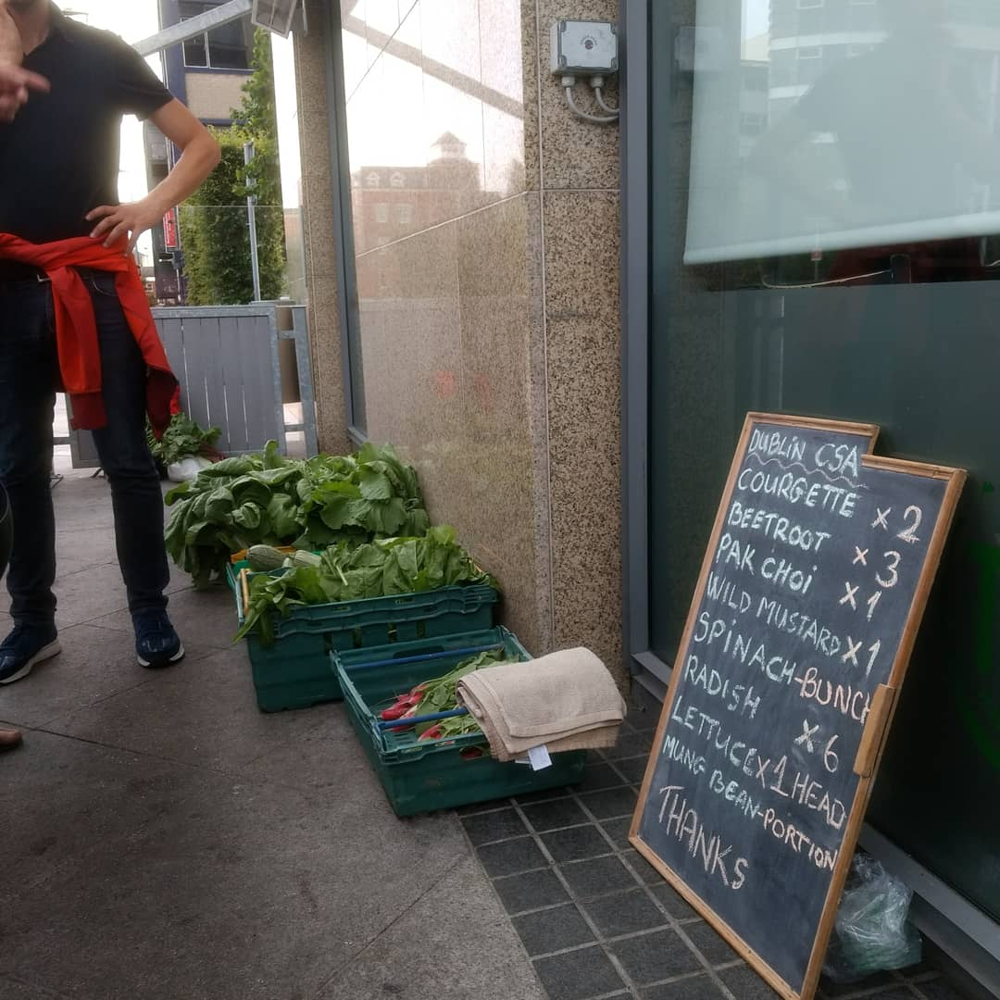 DUBLIN CSA
COURGETTE x 2
BEETROOT x 3
PAK CHOI x 1
WILD MUSTARD x 1
SPINACH-BUNCH
RADISH x 6
LETTUCE x 1 HEAD
MUNG BEAN-PORTION
THANKS